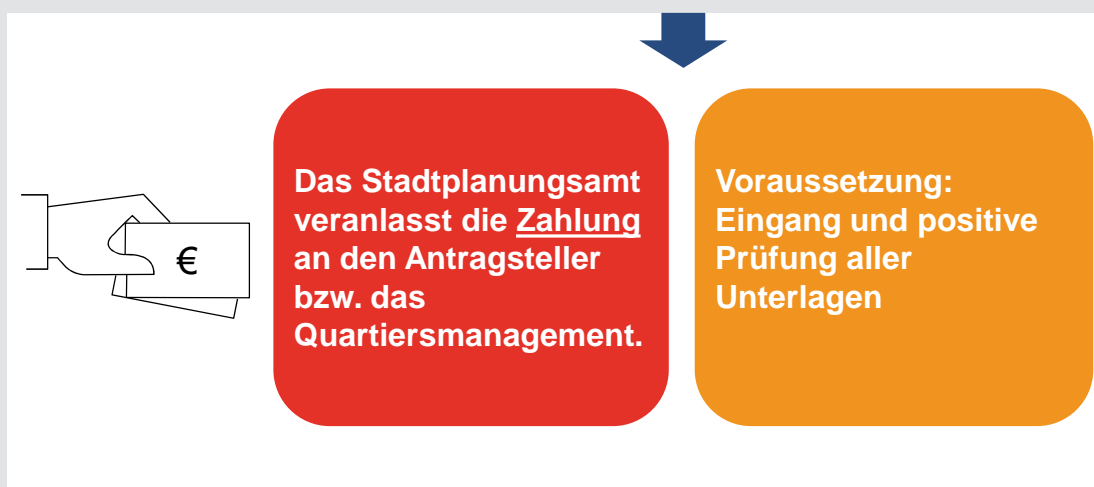 €
Das Stadtplanungsamt
veranlasst die Zahlung
an den Antragsteller
bzw. das
Quartiersmanagement.
Voraussetzung:
Eingang und positive
Prüfung aller
Unterlagen